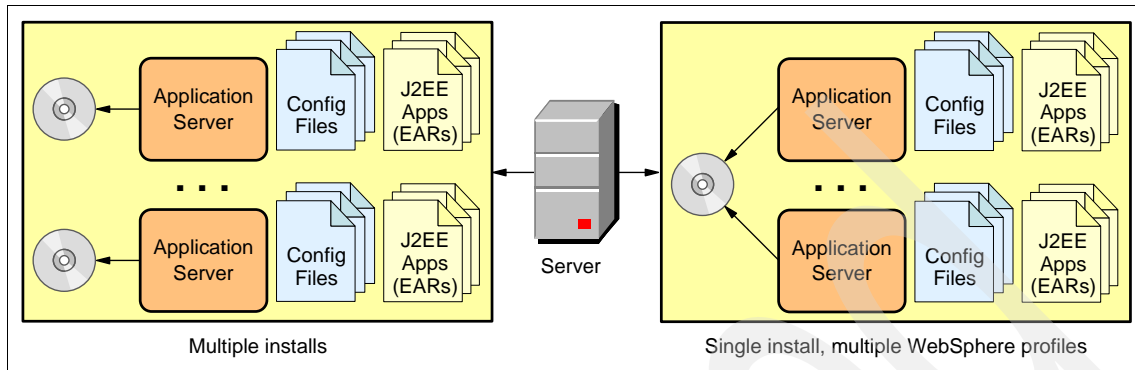 Application
Server
Config
Files
J2EE
Apps
(EARs)
. . .
Application
Server
Config
Files
J2EE
Apps
(EARs)
Multiple installs
Server
Application
Server
Config
Files
J2EE
Apps
(EARs)
. . .
Application
Server
Config
Files
J2EE
Apps
(EARs)
Single install, multiple WebSphere profiles